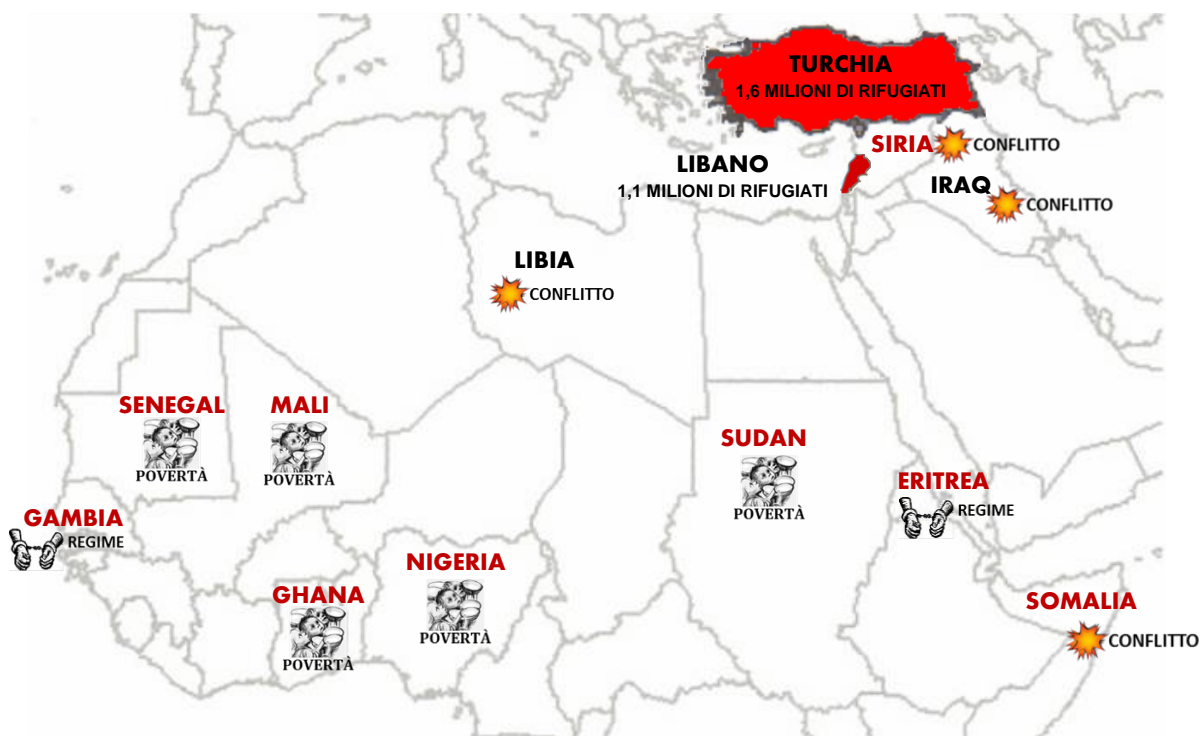 TURCHIA
1,6 MILIONI DI RIFUGIATI
SIRIA
CONFLITTO
LIBANO
1,1 MILIONI DI RIFUGIATI
IRAQ
CONFLITTO
LIBIA
CONFLITTO
SENEGAL
POVERTÀ
MALI
POVERTÀ
SUDAN
POVERTÀ
ERITREA
REGIME
GAMBIA
REGIME
NIGERIA
POVERTÀ
GHANA
POVERTÀ
SOMALIA
CONFLITTO